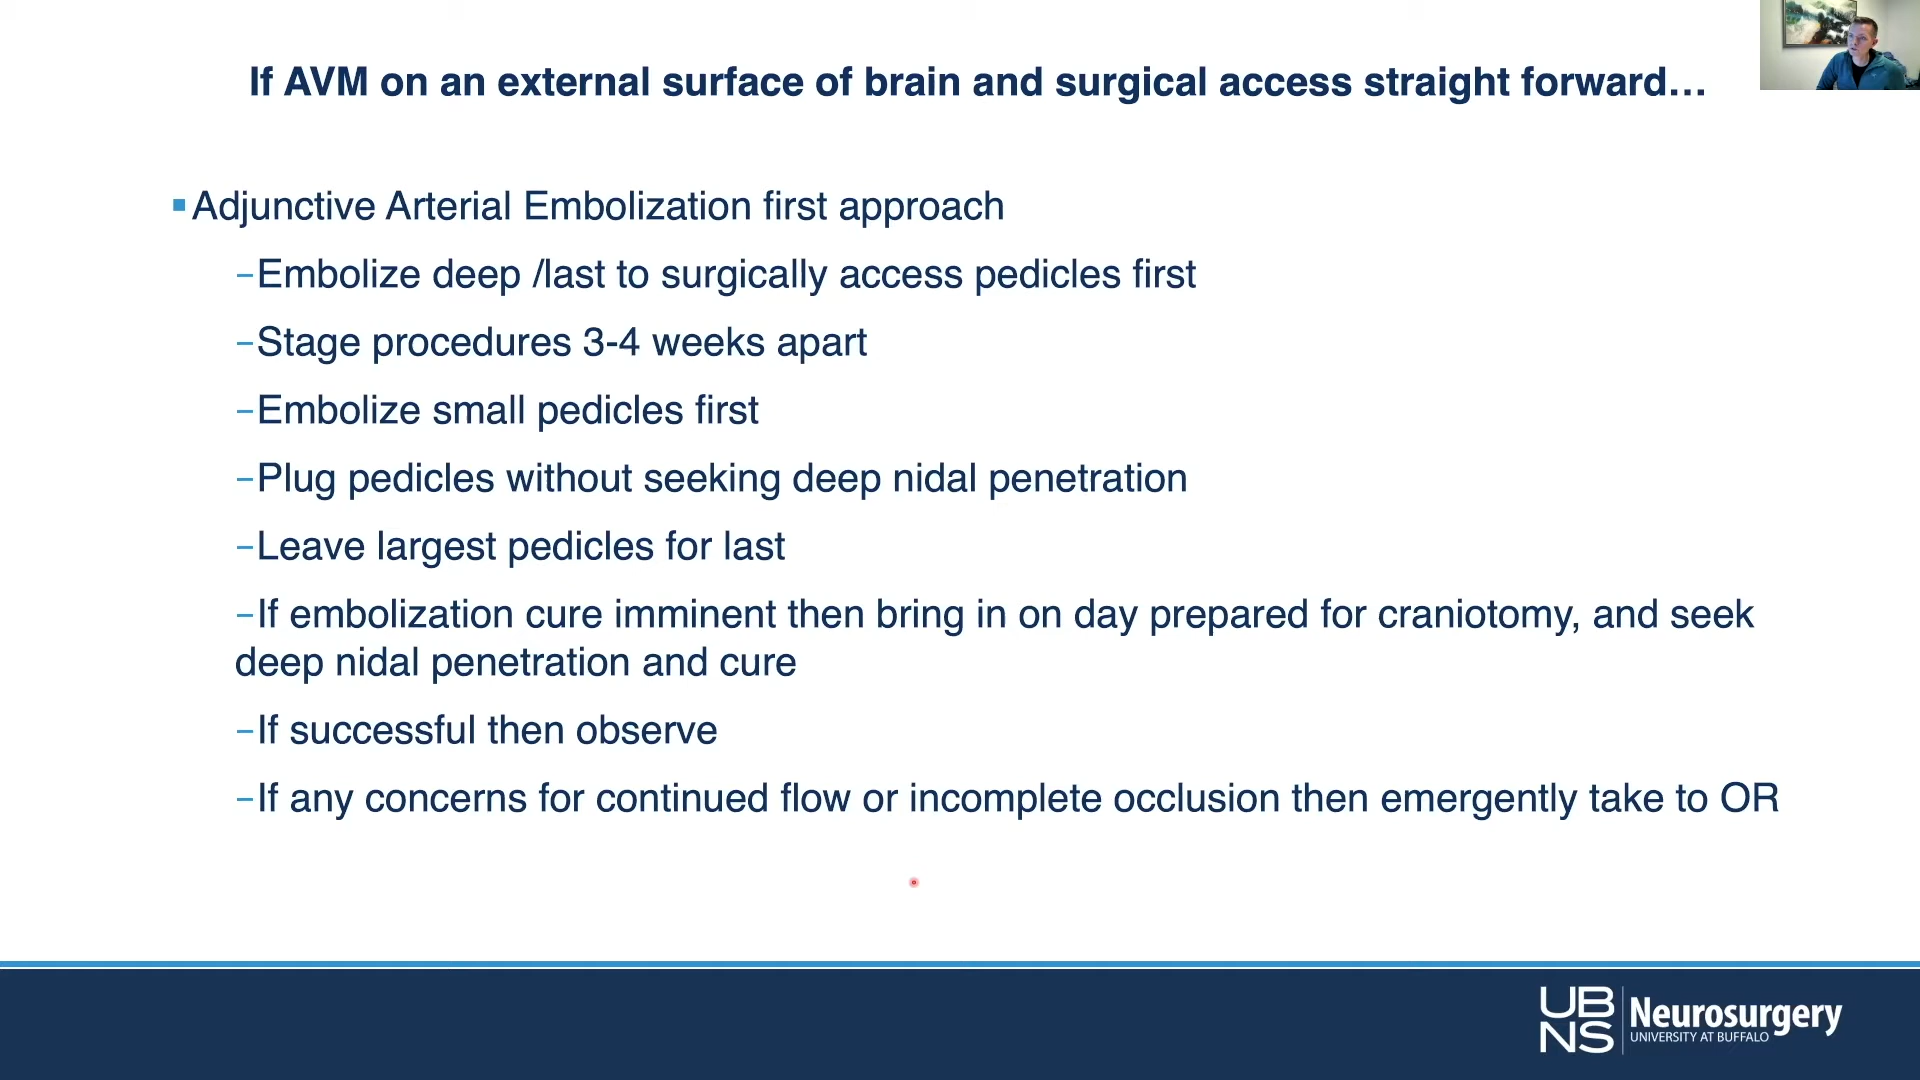 If AVM on an external surface of brain and surgical access straight forward...
▪Adjunctive Arterial Embolization first approach
–Embolize deep /last to surgically access pedicles first
–Stage procedures 3-4 weeks apart
–Embolize small pedicles first
–Plug pedicles without seeking deep nidal penetration
–Leave largest pedicles for last
–If embolization cure imminent then bring in on day prepared for craniotomy, and seek
deep nidal penetration and cure
–If successful then observe
–If any concerns for continued flow or incomplete occlusion then emergently take to OR
UB
NS
Neurosurgery
UNIVERSITY AT BUFFALO